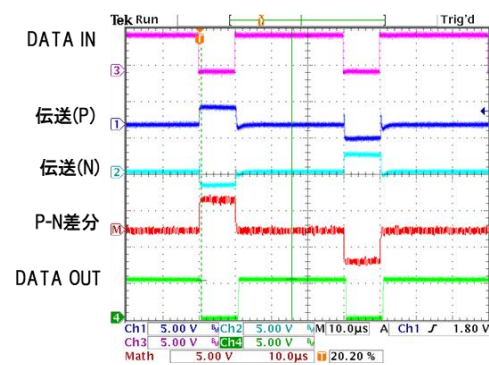 Tek Run Trig'd
T
DATA IN
3
伝送(P)
1
伝送(N)
2
P-N差分
M
DATA OUT
4
Ch1 5.00 V Ch2 5.00 V M 10.0µs A Ch1 1.80 V
Ch3 5.00 V Ch4 5.00 V
Math 5.00 V 10.0µs T 20.20 %